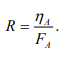 R = η_A / F_A.